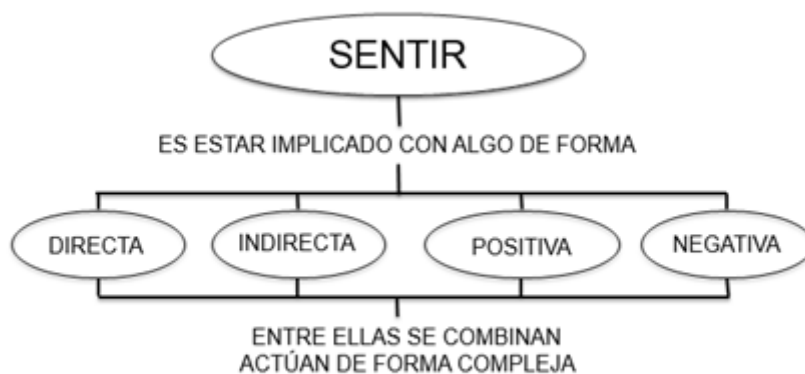 SENTIR
ES ESTAR IMPLICADO CON ALGO DE FORMA
DIRECTA
INDIRECTA
POSITIVA
NEGATIVA
ENTRE ELLAS SE COMBINAN
ACTÚAN DE FORMA COMPLEJA